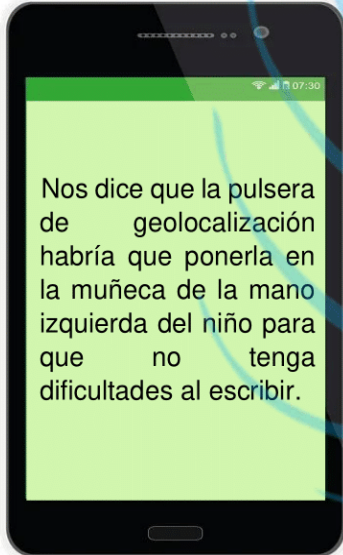 07:30
Nos dice que la pulsera
de geolocalización
habría que ponerla en
la muñeca de la mano
izquierda del niño para
que no tenga
dificultades al escribir.